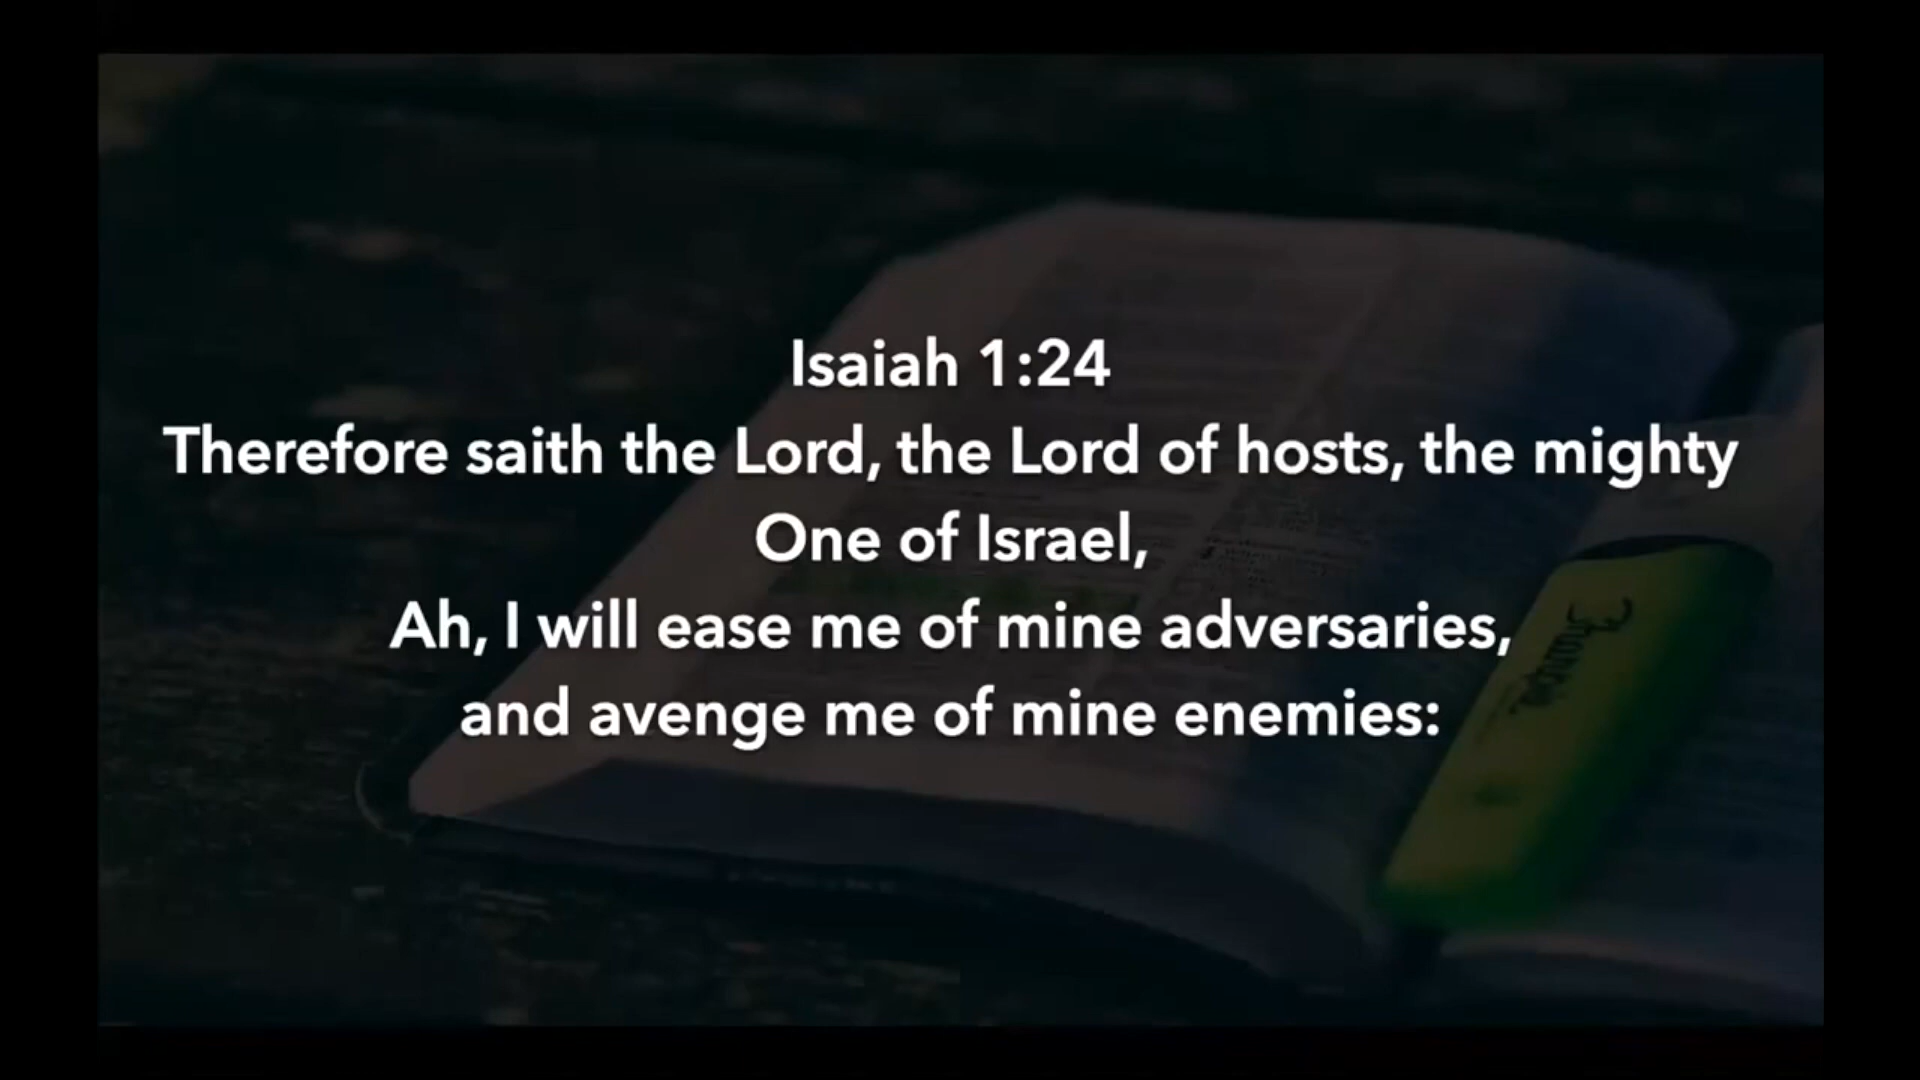 Isaiah 1:24
Therefore saith the Lord, the Lord of hosts, the mighty
One of Israel,
Ah, I will ease me of mine adversaries,
and avenge me of mine enemies: